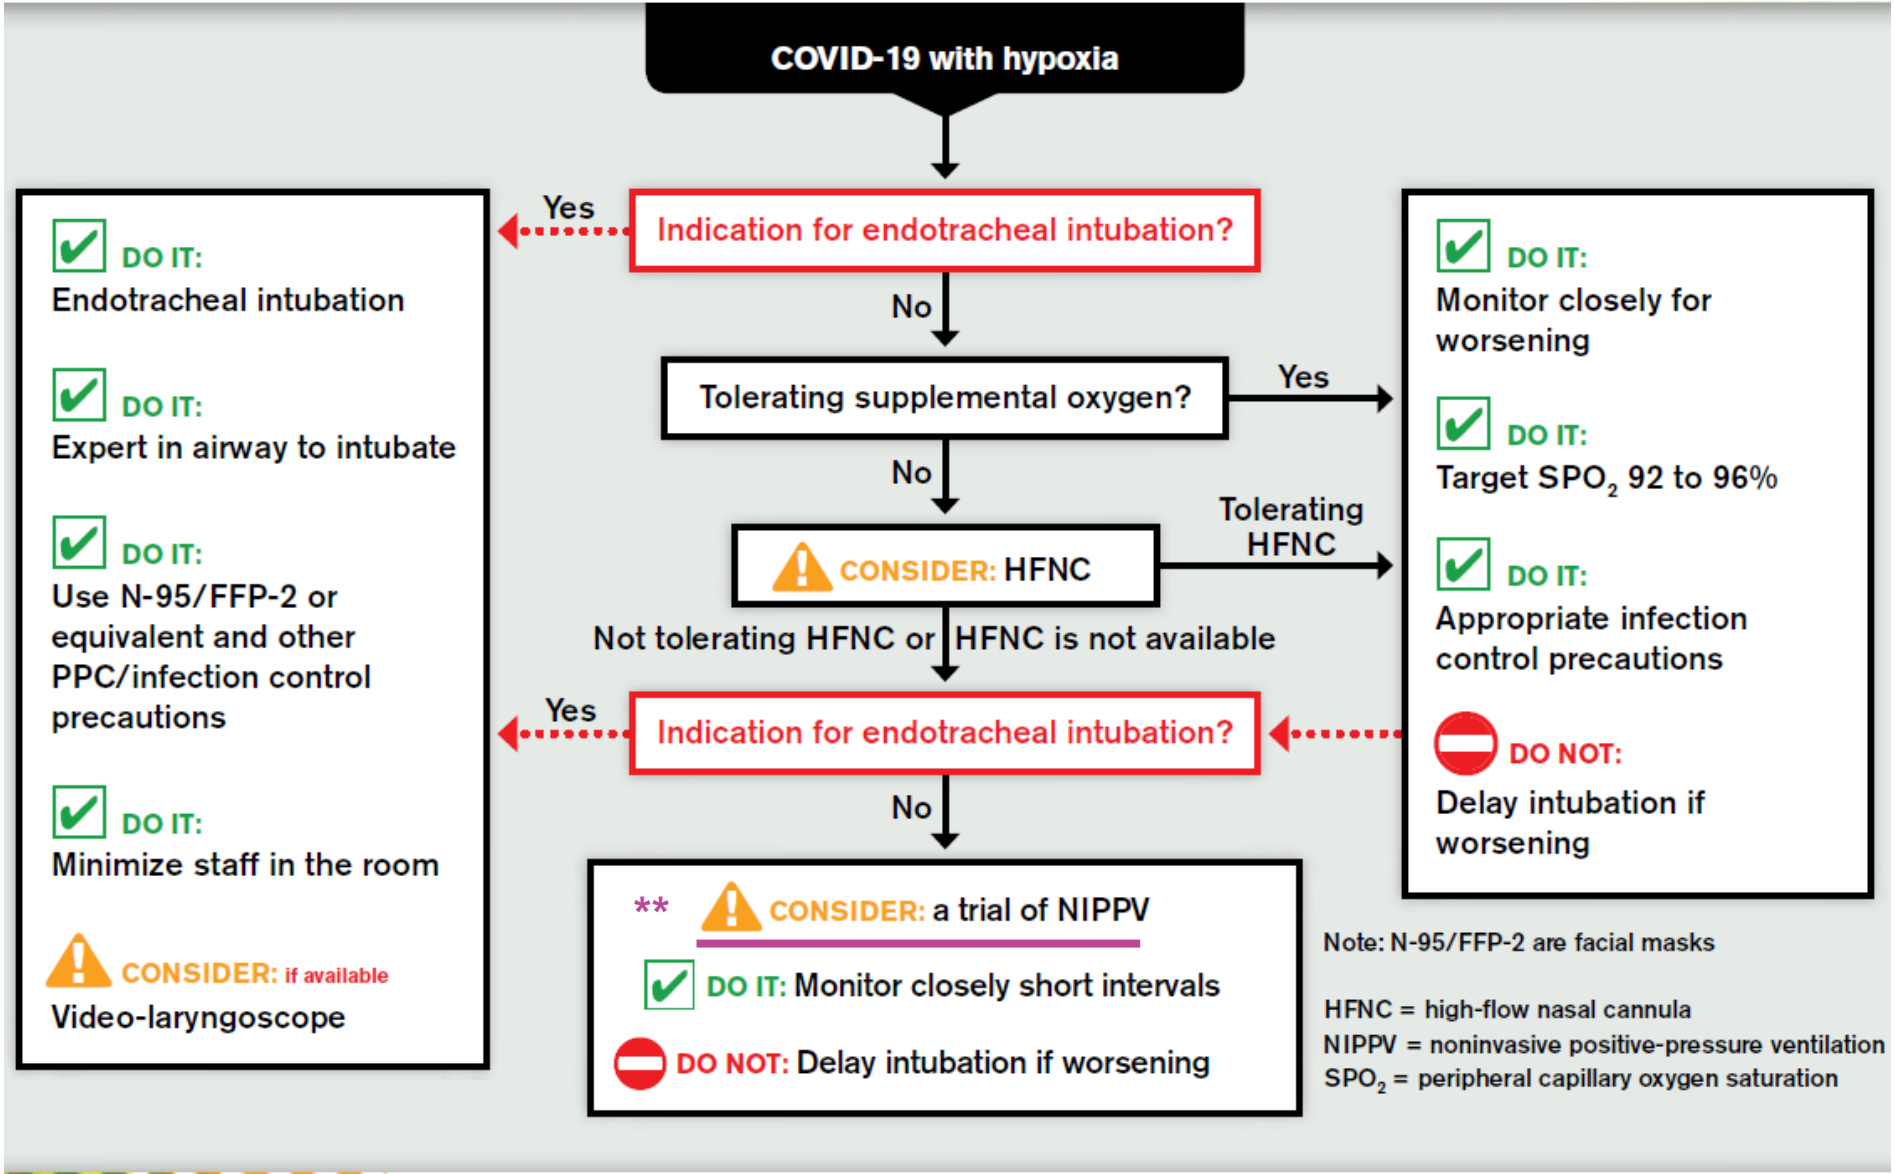 COVID-19 with hypoxia
Yes
Indication for endotracheal intubation?
No
Tolerating supplemental oxygen?
Yes
No
CONSIDER: HFNC
Tolerating
HFNC
Not tolerating HFNC or HFNC is not available
Yes
Indication for endotracheal intubation?
No
** CONSIDER: a trial of NIPPV
DO IT: Monitor closely short intervals
DO NOT: Delay intubation if worsening
DO IT:
Endotracheal intubation
DO IT:
Expert in airway to intubate
DO IT:
Use N-95/FFP-2 or
equivalent and other
PPC/infection control
precautions
DO IT:
Minimize staff in the room
CONSIDER: if available
Video-laryngoscope
DO IT:
Monitor closely for
worsening
DO IT:
Target SPO₂ 92 to 96%
DO IT:
Appropriate infection
control precautions
DO NOT:
Delay intubation if
worsening
Note: N-95/FFP-2 are facial masks
HFNC = high-flow nasal cannula
NIPPV = noninvasive positive-pressure ventilation
SPO₂ = peripheral capillary oxygen saturation